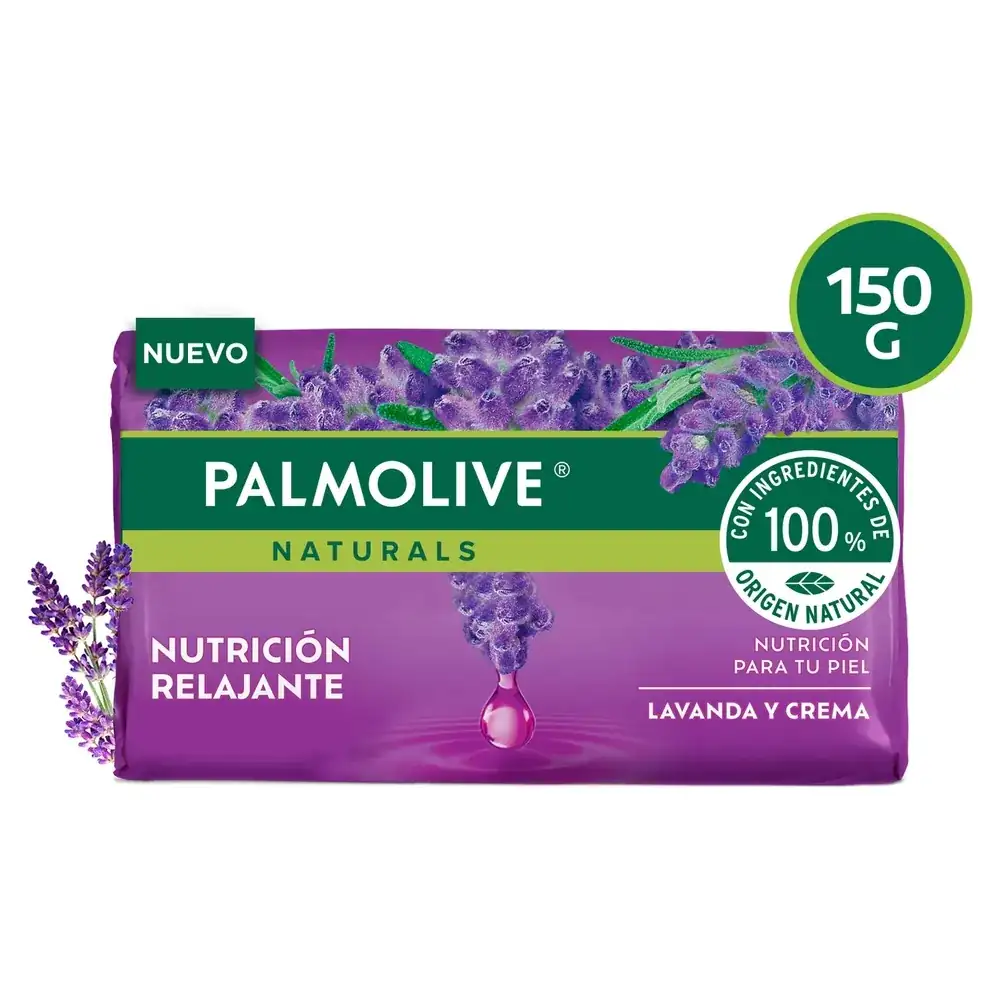 150
G
NUEVO
PALMOLIVE®
NATURALS
CON INGREDIENTES DE
100%
ORIGEN NATURAL
NUTRICIÓN
RELAJANTE
NUTRICIÓN
PARA TU PIEL
LAVANDA Y CREMA